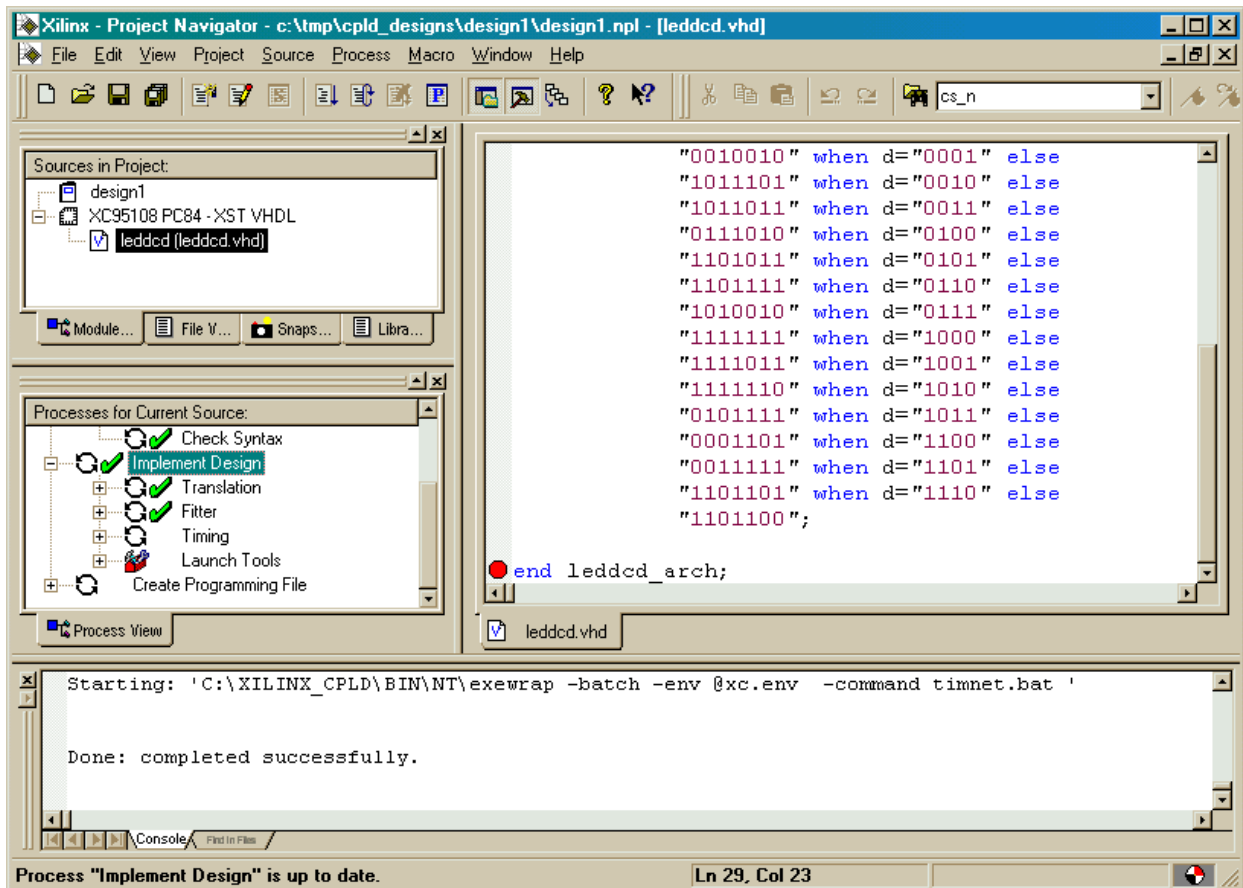 Xilinx - Project Navigator - c:\tmp\cpld_designs\design1\design1.npl - [leddcd.vhd]
File Edit View Project Source Process Macro Window Help
cs_n
Sources in Project:
design1
XC95108 PC84 - XST VHDL
leddcd (leddcd.vhd)
Module... File V... Snaps... Libra...
Processes for Current Source:
Check Syntax
Implement Design
Translation
Fitter
Timing
Launch Tools
Create Programming File
Process View
"0010010" when d="0001" else
"1011101" when d="0010" else
"1011011" when d="0011" else
"0111010" when d="0100" else
"1101011" when d="0101" else
"1101111" when d="0110" else
"1010010" when d="0111" else
"1111111" when d="1000" else
"1111011" when d="1001" else
"1111110" when d="1010" else
"0101111" when d="1011" else
"0001101" when d="1100" else
"0011111" when d="1101" else
"1101101" when d="1110" else
"1101100";
end leddcd_arch;
leddcd.vhd
Starting: 'C:\XILINX_CPLD\BIN\NT\exewrap -batch -env @xc.env -command timnet.bat '
Done: completed successfully.
Console Find in Files
Process "Implement Design" is up to date. Ln 29, Col 23